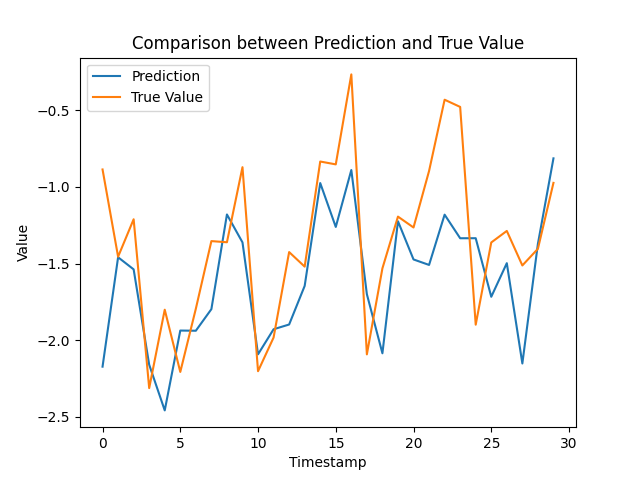 Comparison between Prediction and True Value
Prediction
True Value
−0.5
−1.0
−1.5
−2.0
−2.5
Value
0 5 10 15 20 25 30
Timestamp